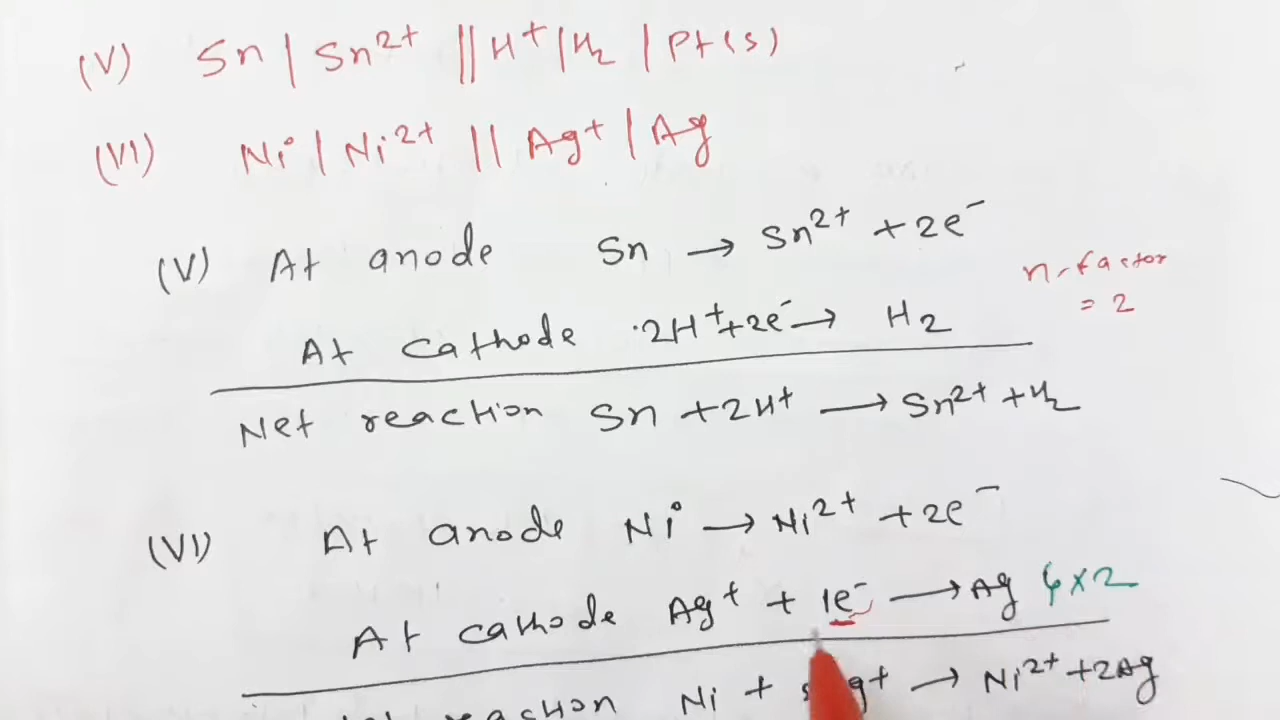 (V) Sn | Sn²⁺ || H⁺ | H₂ | Pt(s)
(VI) Ni | Ni²⁺ || Ag⁺ | Ag
(V) At anode Sn → Sn²⁺ + 2e⁻
n-factor
= 2
At cathode 2H⁺ + 2e⁻ → H₂
Net reaction Sn + 2H⁺ → Sn²⁺ + H₂
(VI) At anode Ni → Ni²⁺ + 2e⁻
At cathode Ag⁺ + 1e⁻ → Ag } × 2
reaction Ni + → Ni²⁺ + 2Ag